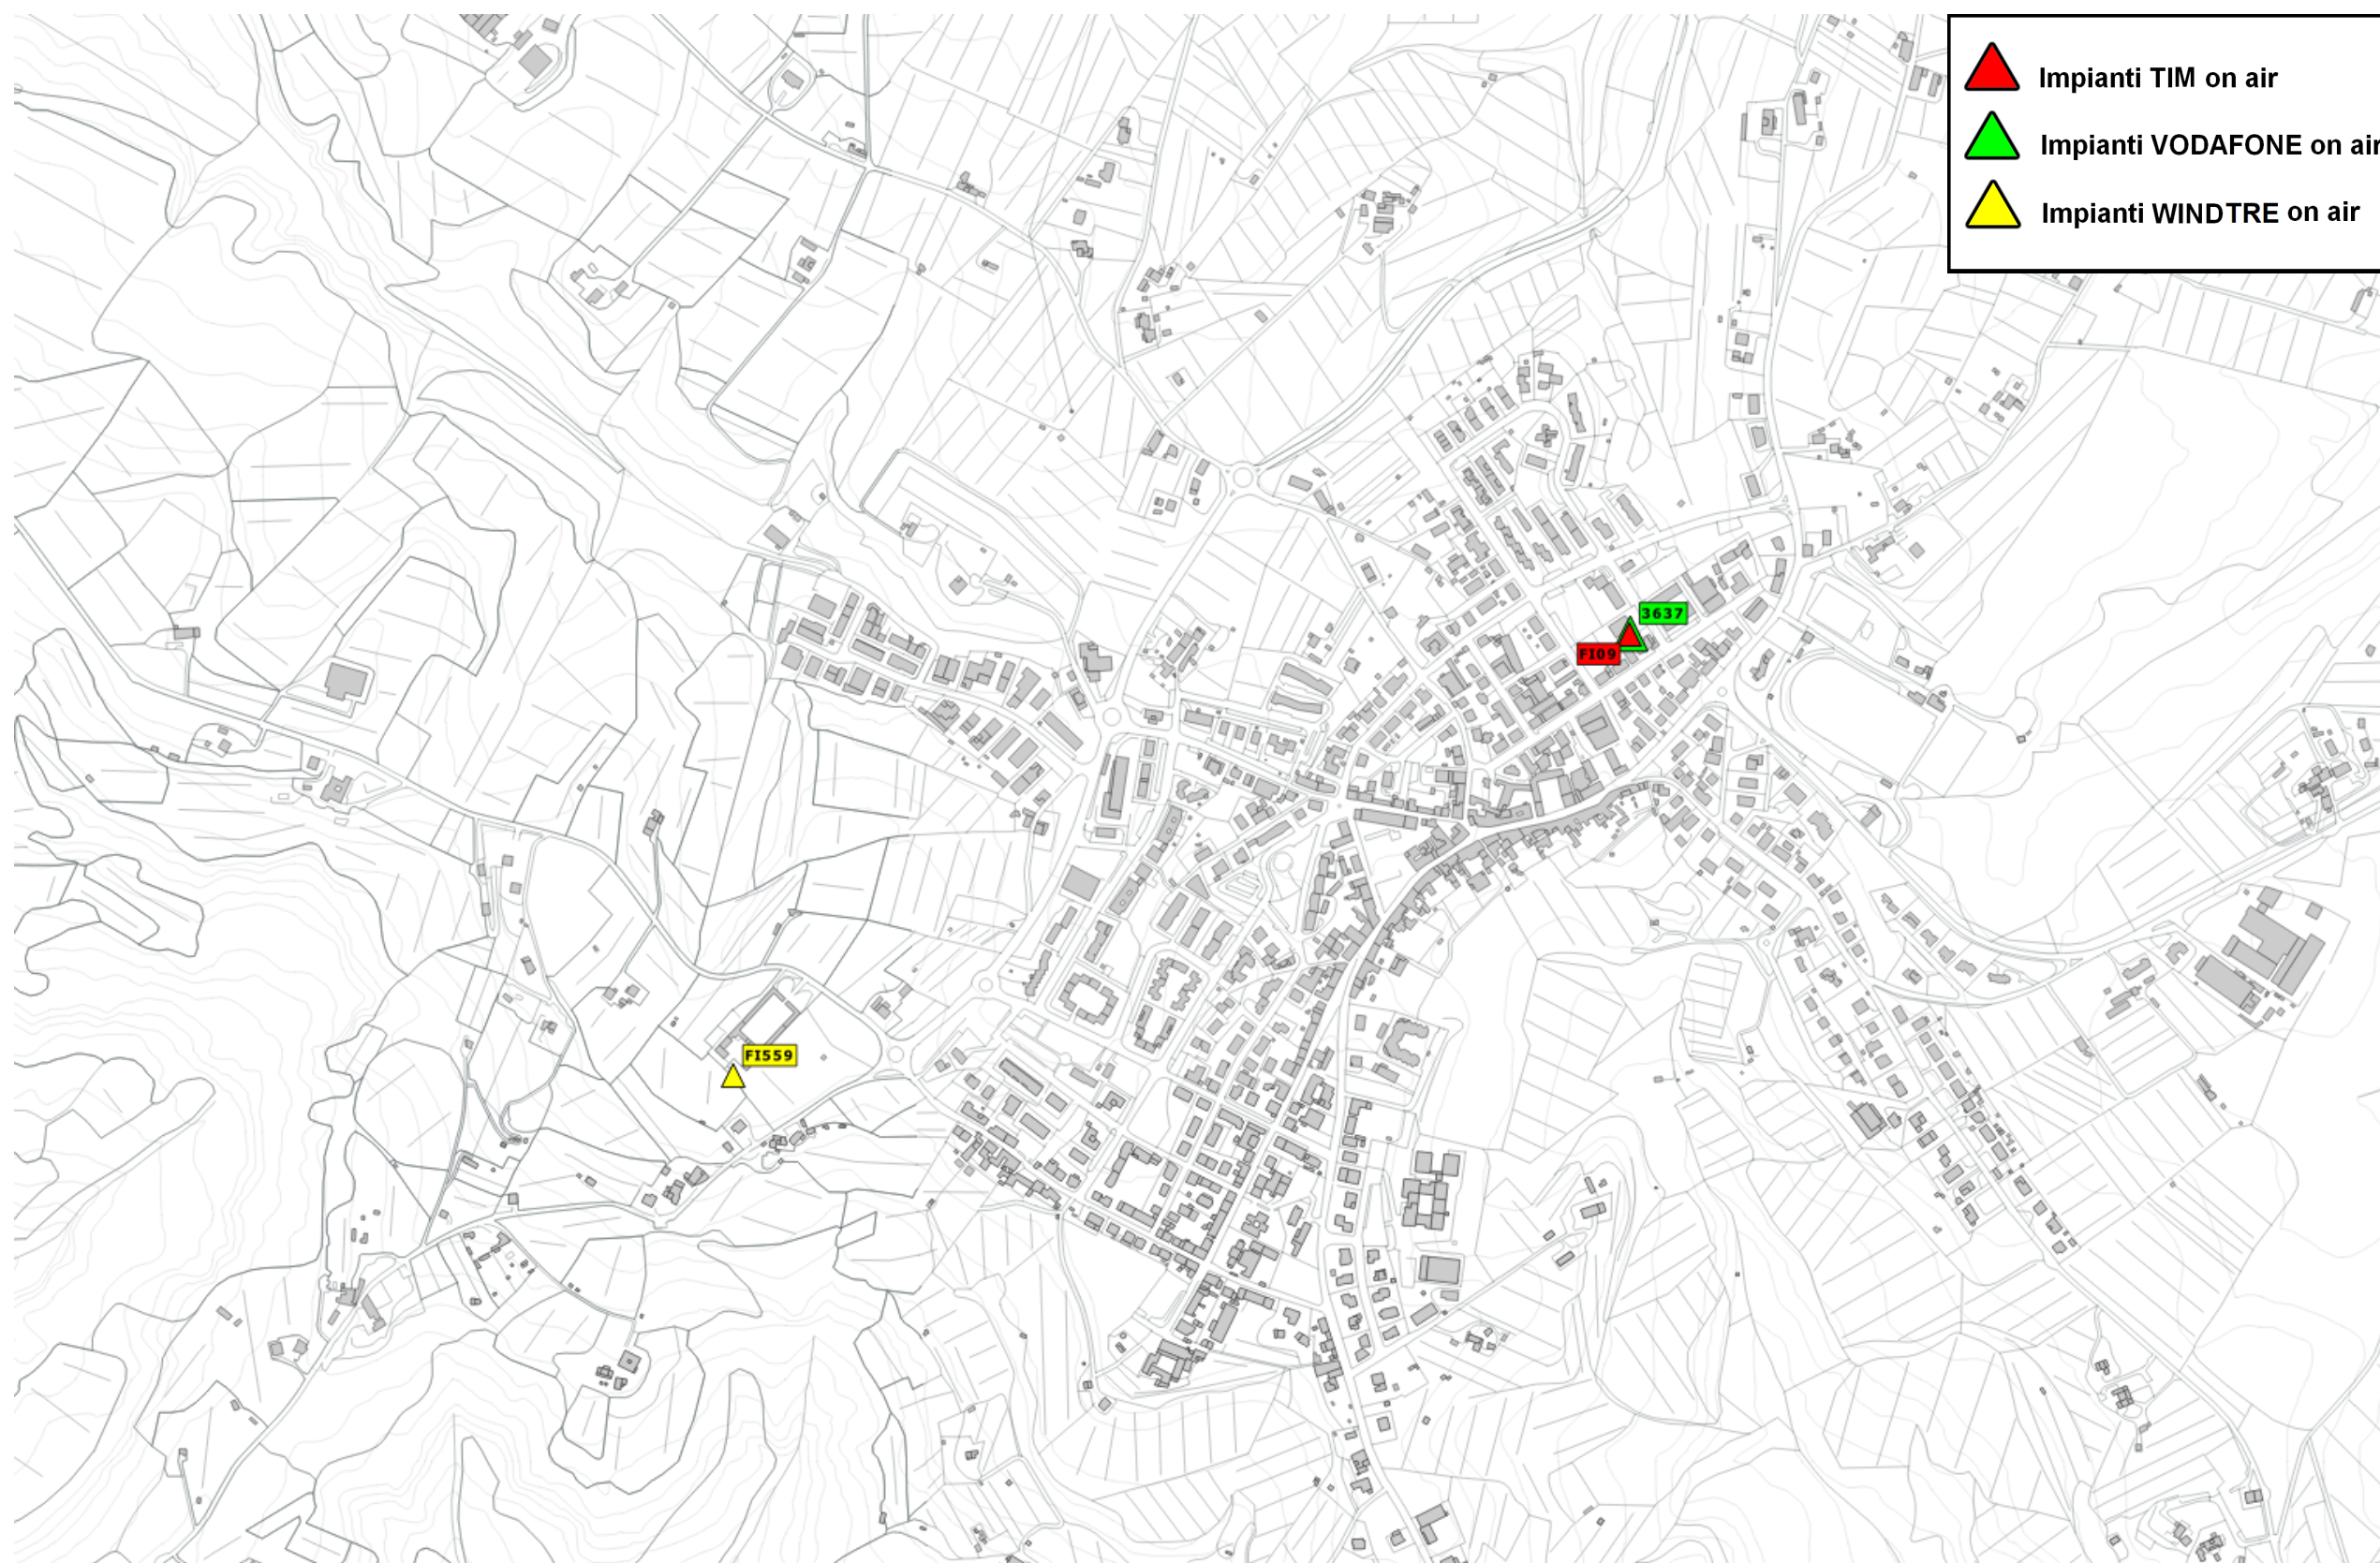 Impianti TIM on air
Impianti VODAFONE on air
Impianti WINDTRE on air
3637
FI09
FI559